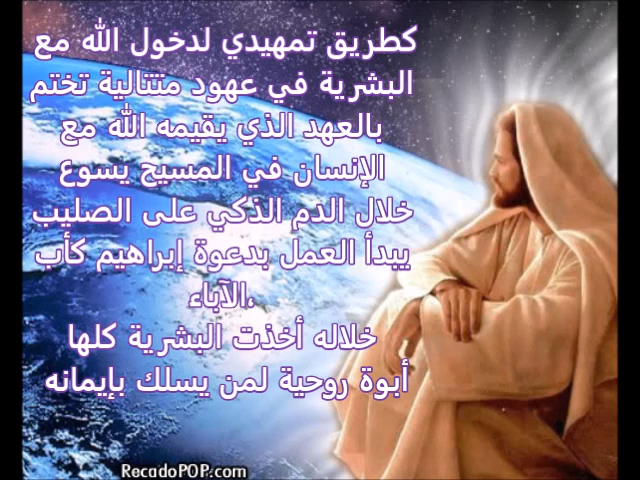 كطريق تمهيدي لدخول الله مع
البشرية في عهود متتالية تختم
بالعهد الذي يقيمه الله مع
الإنسان في المسيح يسوع
خلال الدم الذكي على الصليب
يبدأ العمل بدعوة إبراهيم كأب
الآباء،
خلاله أخذت البشرية كلها
أبوة روحية لمن يسلك بإيمانه
RecadoPOP.com